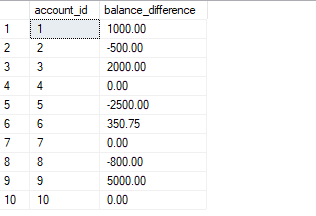 account_id balance_difference
1 1 1000.00
2 2 -500.00
3 3 2000.00
4 4 0.00
5 5 -2500.00
6 6 350.75
7 7 0.00
8 8 -800.00
9 9 5000.00
10 10 0.00